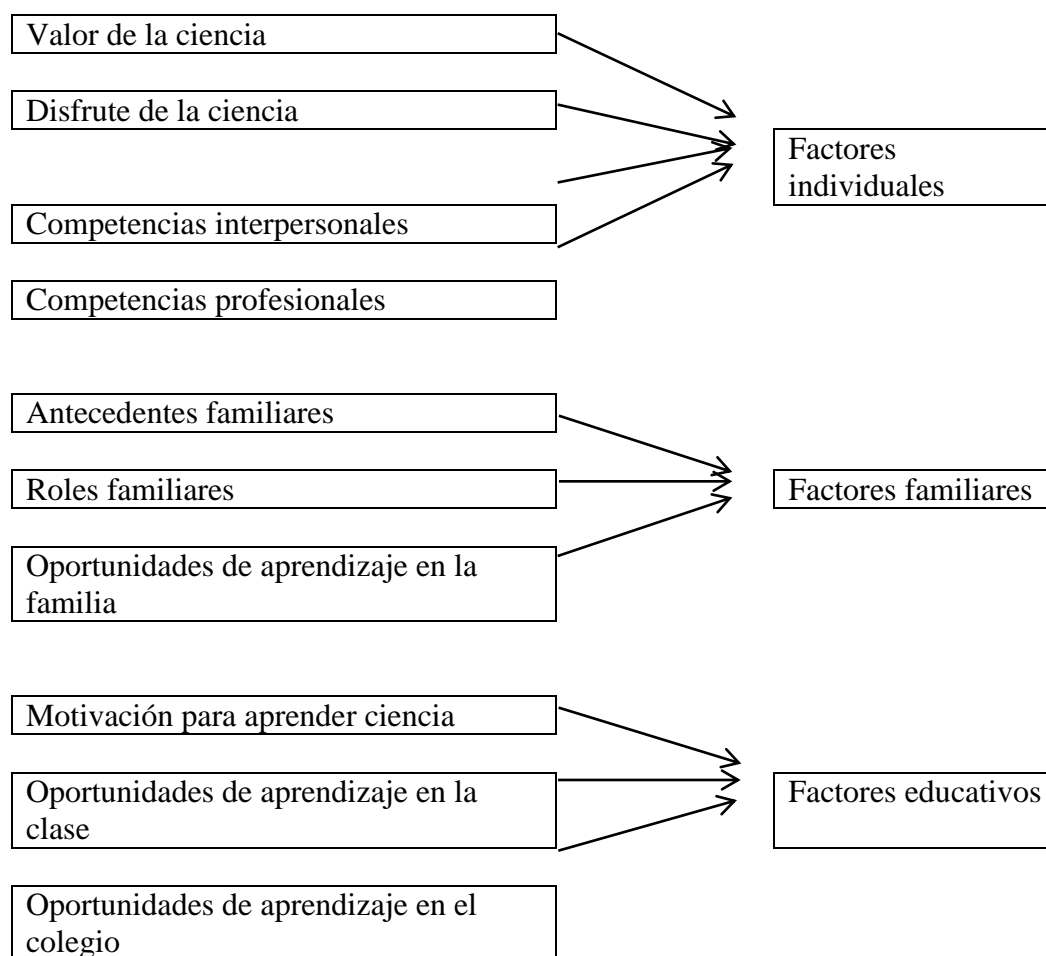 Valor de la ciencia
Disfrute de la ciencia
Factores
individuales
Competencias interpersonales
Competencias profesionales
Antecedentes familiares
Roles familiares
Factores familiares
Oportunidades de aprendizaje en la
familia
Motivación para aprender ciencia
Oportunidades de aprendizaje en la
clase
Factores educativos
Oportunidades de aprendizaje en el
colegio